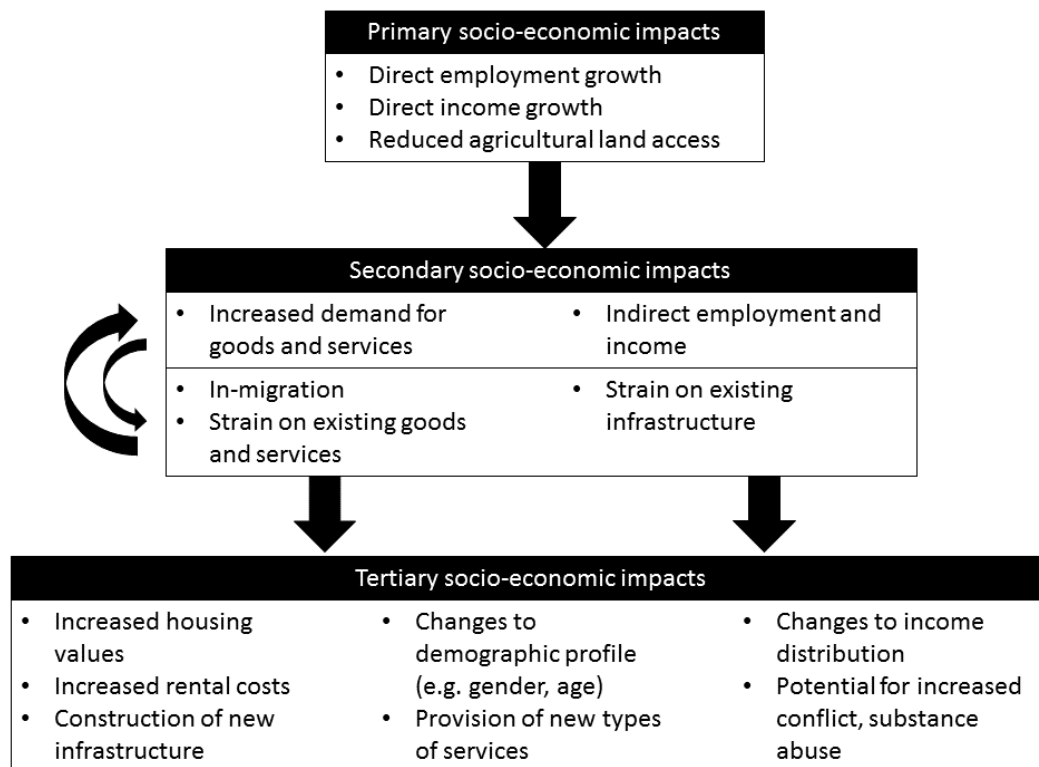 Primary socio-economic impacts
• Direct employment growth
• Direct income growth
• Reduced agricultural land access
Secondary socio-economic impacts
• Increased demand for
goods and services
• Indirect employment and
income
• In-migration
• Strain on existing goods
and services
• Strain on existing
infrastructure
Tertiary socio-economic impacts
• Increased housing
values
• Increased rental costs
• Construction of new
infrastructure
• Changes to
demographic profile
(e.g. gender, age)
• Provision of new types
of services
• Changes to income
distribution
• Potential for increased
conflict, substance
abuse